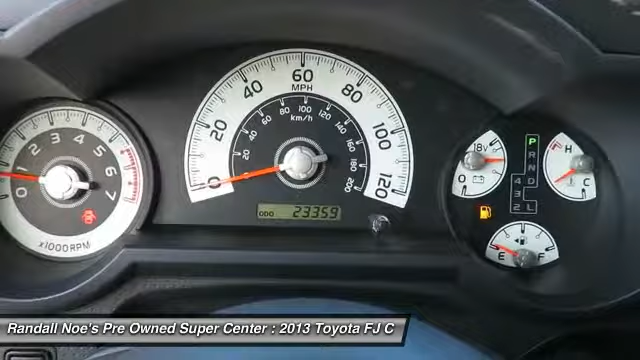 0 20 40 60 80 100 120
MPH
20 40 60 80 100 120 140 160 180 200
km/h
ODO 23359
0 1 2 3 4 5 6 7
x1000RPM
18V
0
P
R
N
4 D
3
2 L
H
C
E F
Randall Noe's Pre Owned Super Center : 2013 Toyota FJ C